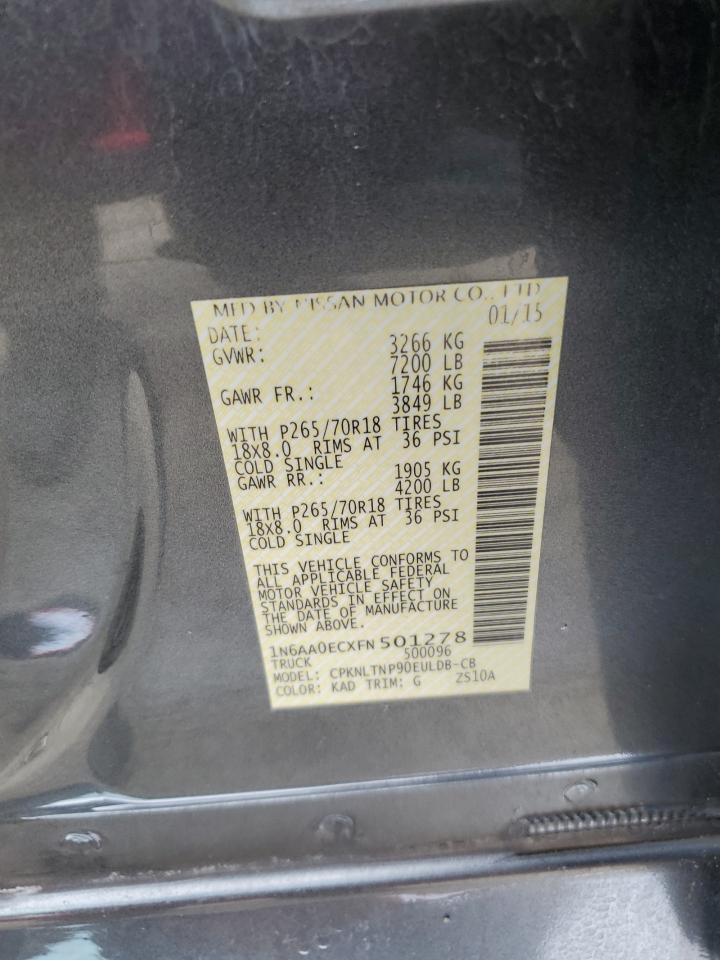 MFD BY NISSAN MOTOR CO., LTD
DATE: 01/15
GVWR: 3266 KG
7200 LB
GAWR FR.: 1746 KG
3849 LB
WITH P265/70R18 TIRES
18X8.0 RIMS AT 36 PSI
COLD SINGLE
GAWR RR.: 1905 KG
4200 LB
WITH P265/70R18 TIRES
18X8.0 RIMS AT 36 PSI
COLD SINGLE
THIS VEHICLE CONFORMS TO
ALL APPLICABLE FEDERAL
MOTOR VEHICLE SAFETY
STANDARDS IN EFFECT ON
THE DATE OF MANUFACTURE
SHOWN ABOVE.
1N6AA0ECXFN501278
TRUCK 500096
MODEL: CPKNLTNP90EULDB-CB
COLOR: KAD TRIM: G ZS10A